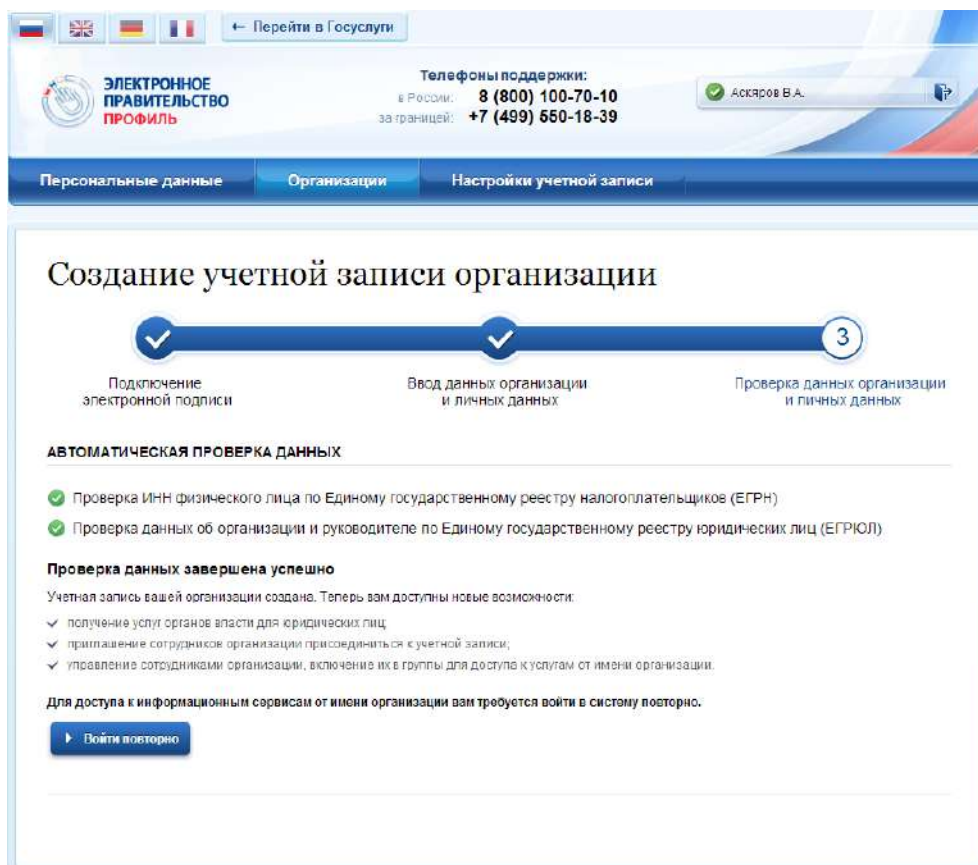 ← Перейти в Госуслуги
ЭЛЕКТРОННОЕ
ПРАВИТЕЛЬСТВО
ПРОФИЛЬ
Телефоны поддержки:
в России: 8 (800) 100-70-10
за границей: +7 (499) 550-18-39
Аскяров В.А.
Персональные данные Организации Настройки учетной записи
Создание учетной записи организации
3
Подключение
электронной подписи
Ввод данных организации
и личных данных
Проверка данных организации
и личных данных
АВТОМАТИЧЕСКАЯ ПРОВЕРКА ДАННЫХ
Проверка ИНН физического лица по Единому государственному реестру налогоплательщиков (ЕГРН)
Проверка данных об организации и руководителе по Единому государственному реестру юридических лиц (ЕГРЮЛ)
Проверка данных завершена успешно
Учетная запись вашей организации создана. Теперь вам доступны новые возможности:
получение услуг органов власти для юридических лиц;
приглашение сотрудников организации присоединиться к учетной записи;
управление сотрудниками организации, включение их в группы для доступа к услугам от имени организации.
Для доступа к информационным сервисам от имени организации вам требуется войти в систему повторно.
Войти повторно